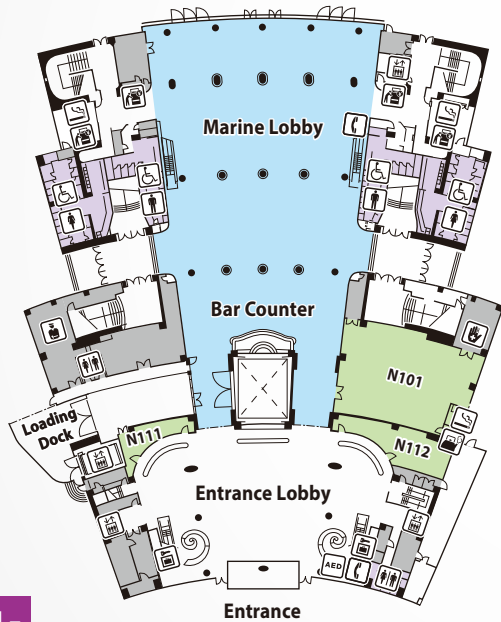 Marine Lobby
Bar Counter
N101
Loading
Dock
N111
N112
Entrance Lobby
AED
Entrance